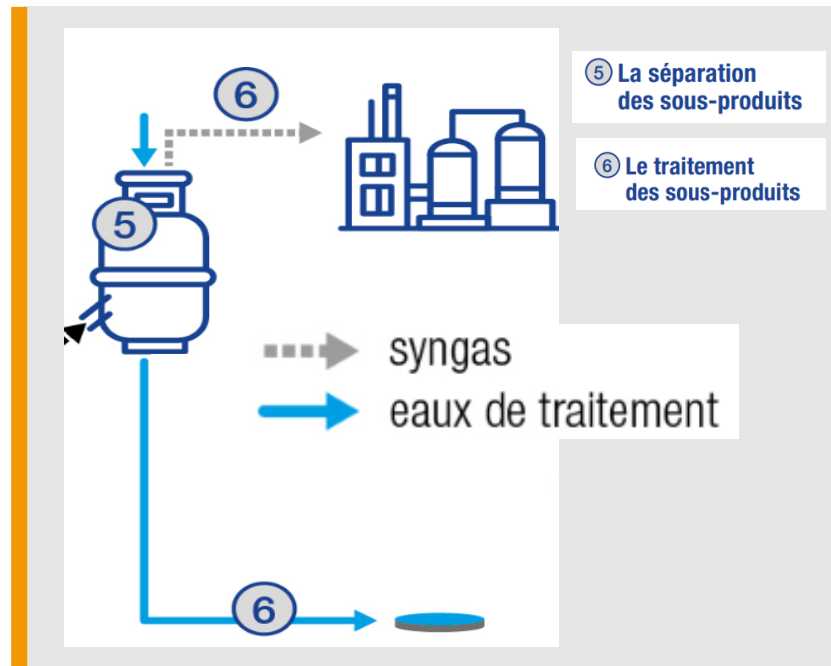 6
5
⑤ La séparation
des sous-produits
⑥ Le traitement
des sous-produits
syngas
eaux de traitement
6